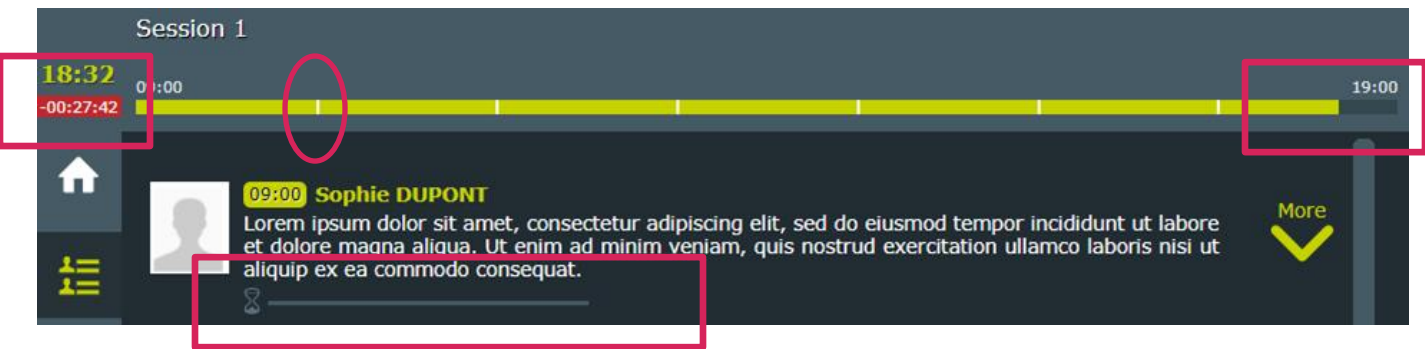 Session 1
18:32
09:00
19:00
-00:27:42
09:00 Sophie DUPONT
Lorem ipsum dolor sit amet, consectetur adipiscing elit, sed do eiusmod tempor incididunt ut labore
et dolore magna aliqua. Ut enim ad minim veniam, quis nostrud exercitation ullamco laboris nisi ut
aliquip ex ea commodo consequat.
More